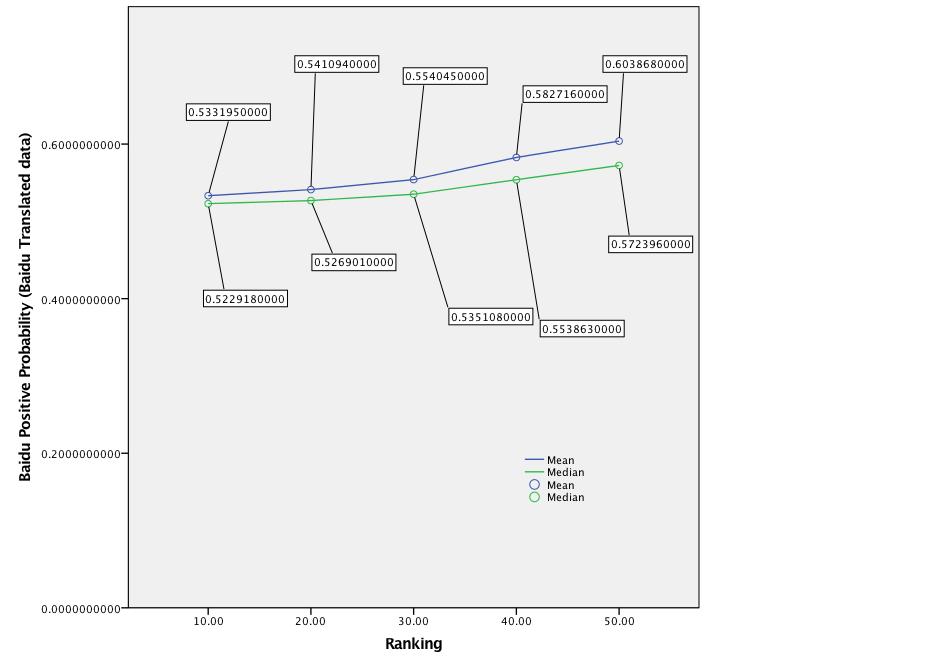 0.5410940000
0.6038680000
0.5540450000
0.5827160000
0.5331950000
0.6000000000
0.5723960000
0.5269010000
0.4000000000
0.5229180000
0.5351080000
0.5538630000
0.2000000000
0.0000000000
Baidu Positive Probability (Baidu Translated data)
Mean
Median
Mean
Median
10.00 20.00 30.00 40.00 50.00
Ranking